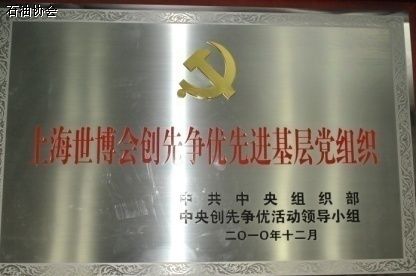 石油协会
上海世博会创先争优先进基层党组织
中共中央组织部
中央创先争优活动领导小组
二〇一〇年十二月